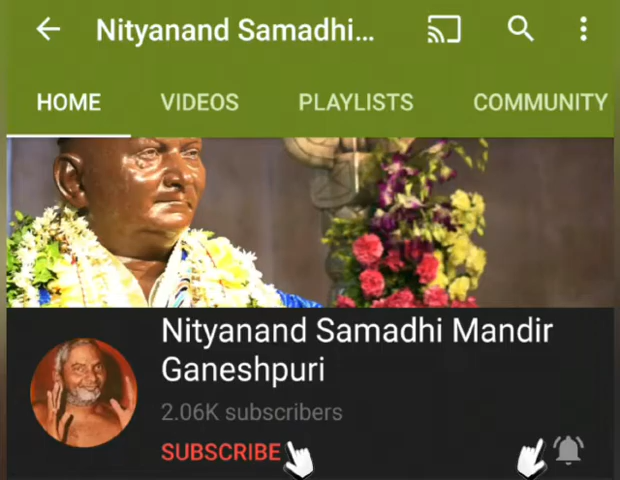 Nityanand Samadhi...
HOME VIDEOS PLAYLISTS COMMUNITY
Nityanand Samadhi Mandir
Ganeshpuri
2.06K subscribers
SUBSCRIBE